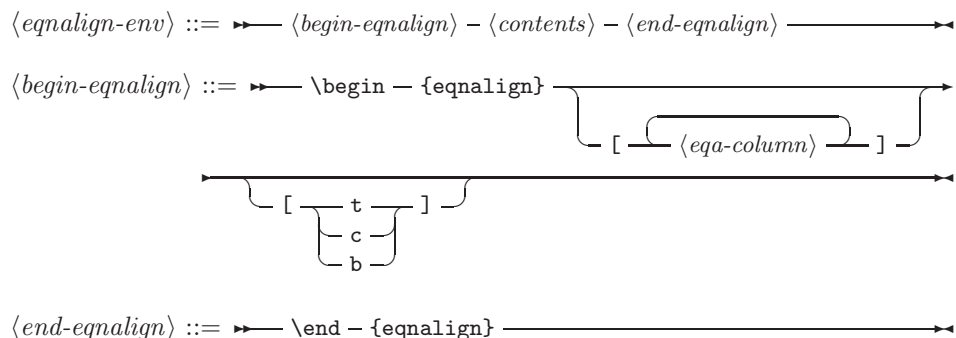 ⟨eqnalign-env⟩ ::= ⟨begin-eqnalign⟩ ⟨contents⟩ ⟨end-eqnalign⟩
⟨begin-eqnalign⟩ ::= \begin {eqnalign}
[ ⟨eqa-column⟩ ]
[ t ]
c
b
⟨end-eqnalign⟩ ::= \end {eqnalign}